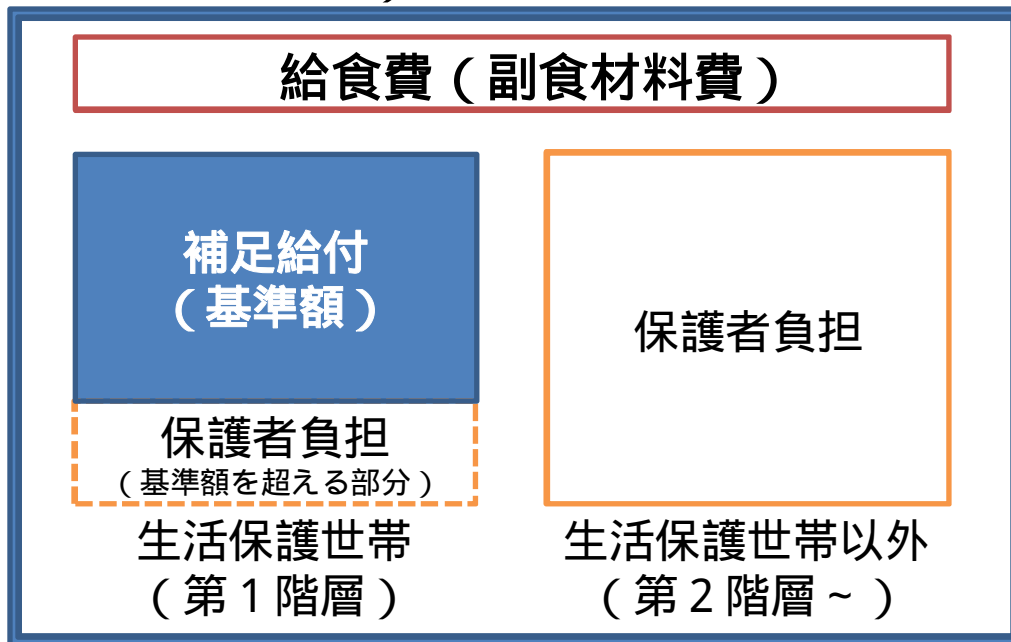 給食費（副食材料費）
補足給付
（基準額）
保護者負担
（基準額を超える部分）
生活保護世帯
（第１階層）
保護者負担
生活保護世帯以外
（第２階層～）